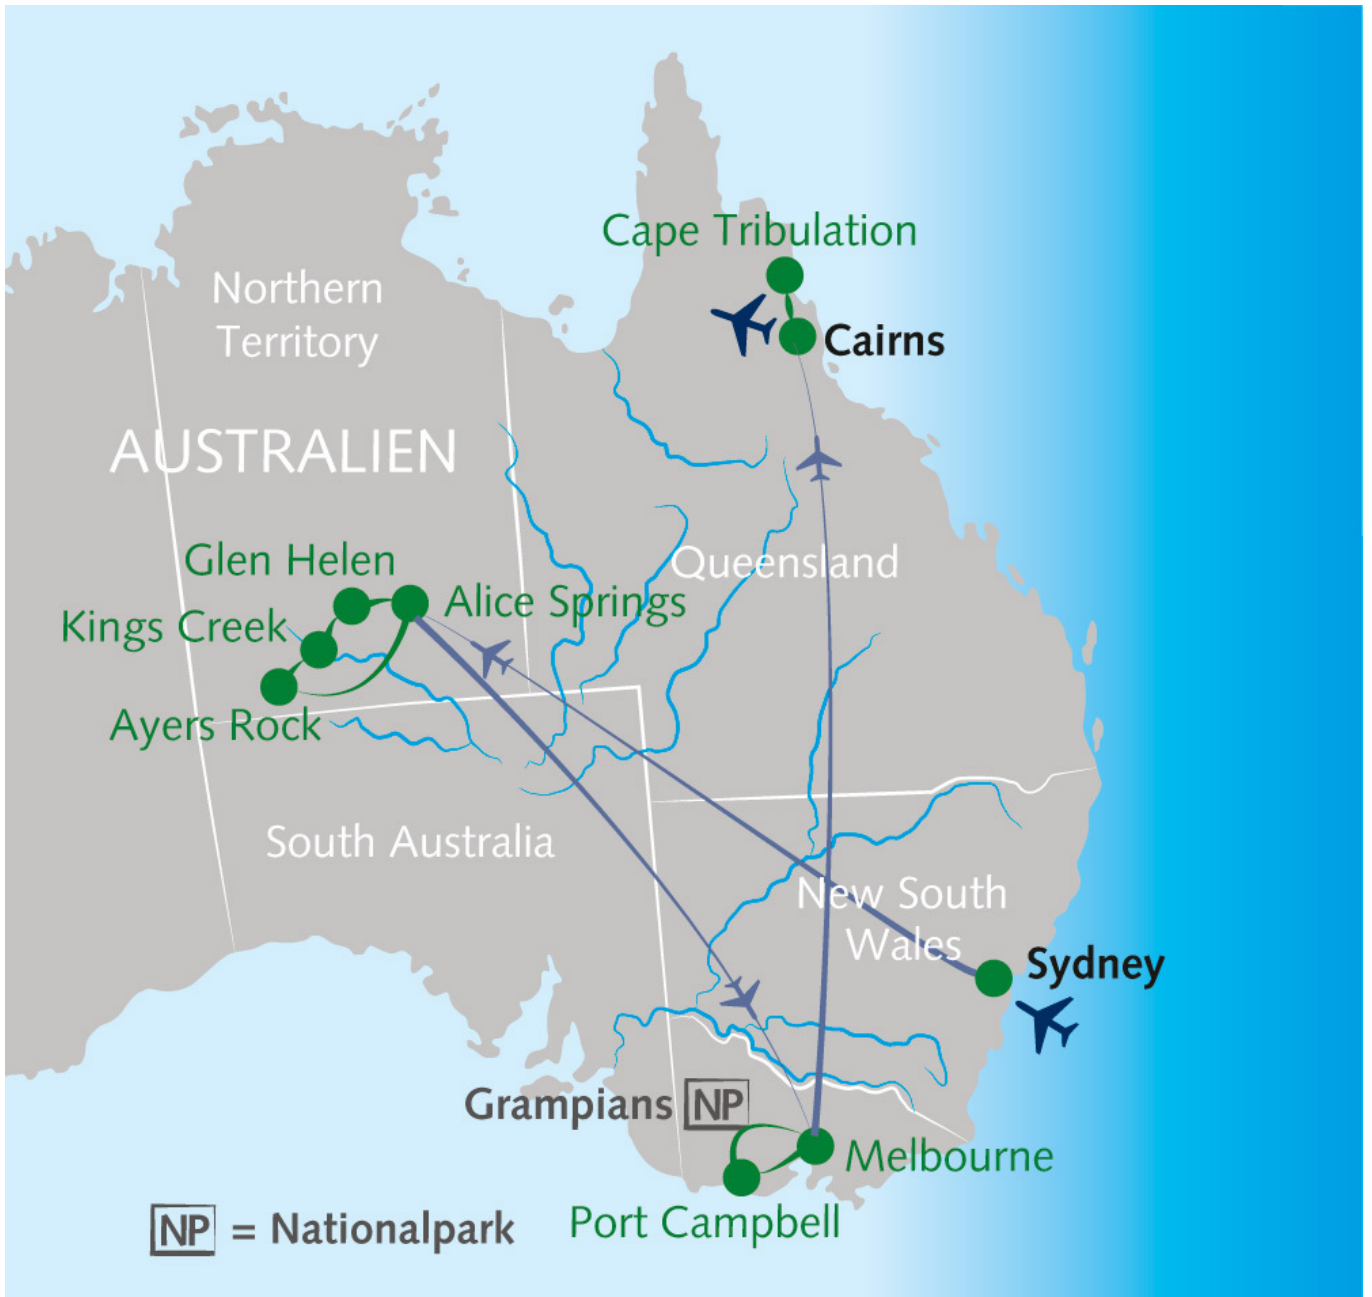 Cape Tribulation
Northern
Territory
Cairns
AUSTRALIEN
Glen Helen
Queensland
Alice Springs
Kings Creek
Ayers Rock
South Australia
New South
Wales
Sydney
Grampians NP
Melbourne
Port Campbell
NP = Nationalpark